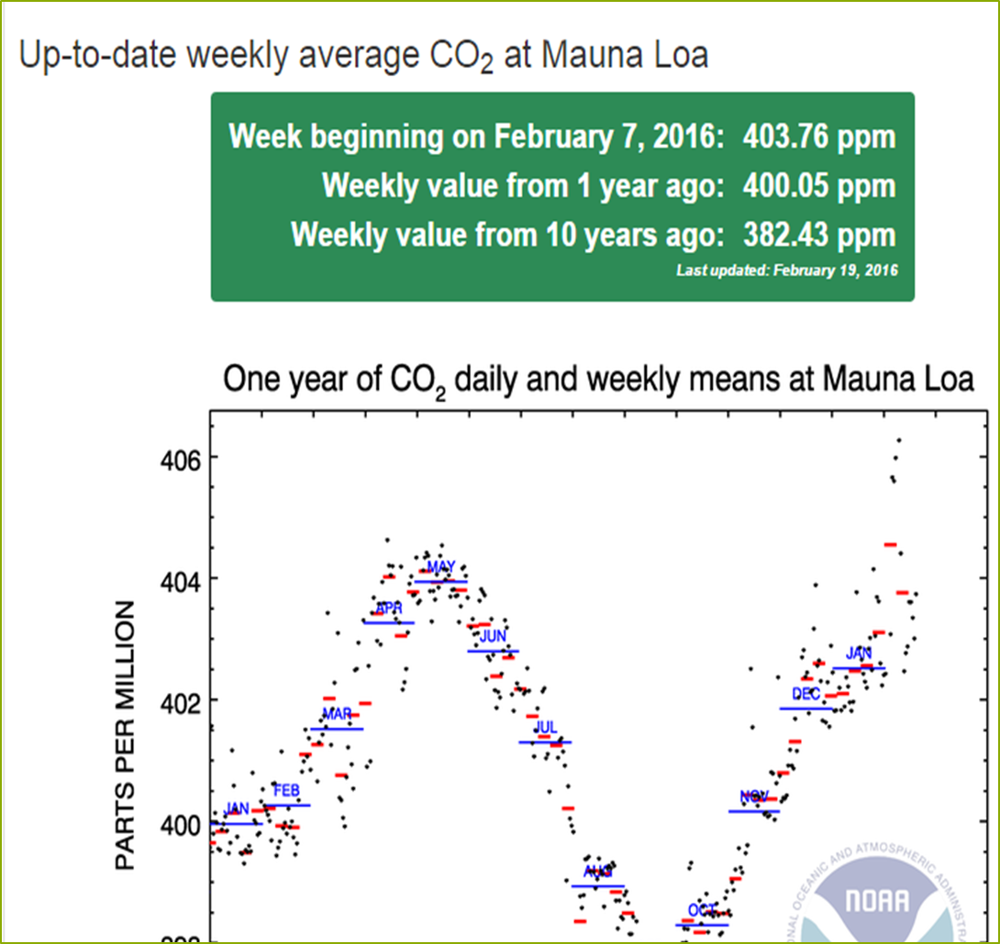 Up-to-date weekly average CO₂ at Mauna Loa
Week beginning on February 7, 2016: 403.76 ppm
Weekly value from 1 year ago: 400.05 ppm
Weekly value from 10 years ago: 382.43 ppm
Last updated: February 19, 2016
One year of CO₂ daily and weekly means at Mauna Loa
406
404
MAY
APR
JUN
PARTS PER MILLION
JAN
402
DEC
MAR
JUL
FEB
NOV
400
JAN
AUG
OCT
OCEANIC AND ATMOSPHERIC
NOAA